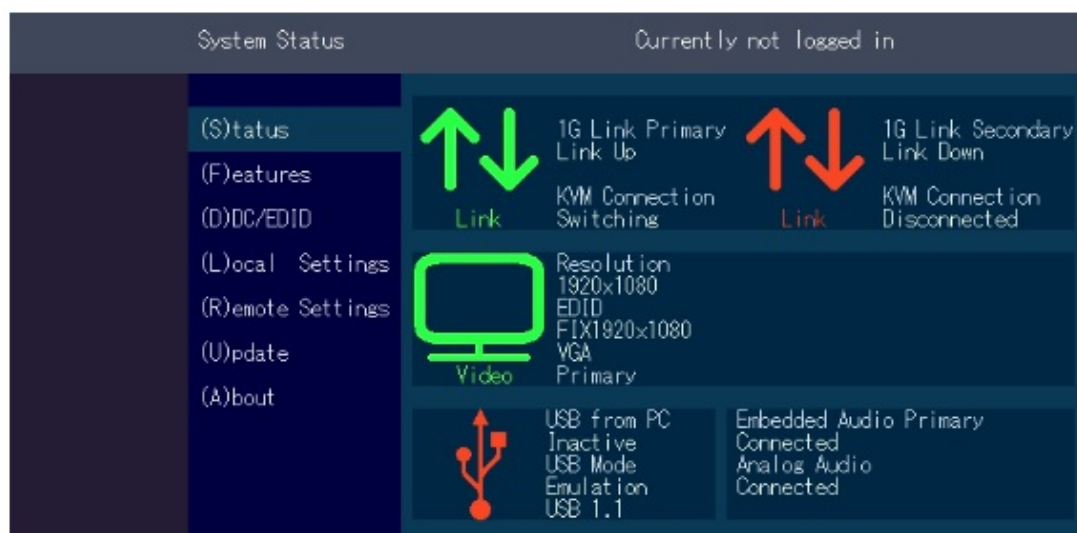 System Status
Currently not logged in
(S)tatus
(F)eatures
(D)DC/EDID
(L)ocal Settings
(R)emote Settings
(U)pdate
(A)bout
Link
1G Link Primary
Link Up
KVM Connection
Switching
Link
1G Link Secondary
Link Down
KVM Connection
Disconnected
Video
Resolution
1920x1080
EDID
FIX1920x1080
VGA
Primary
USB from PC
Inactive
USB Mode
Emulation
USB 1.1
Embedded Audio Primary
Connected
Analog Audio
Connected